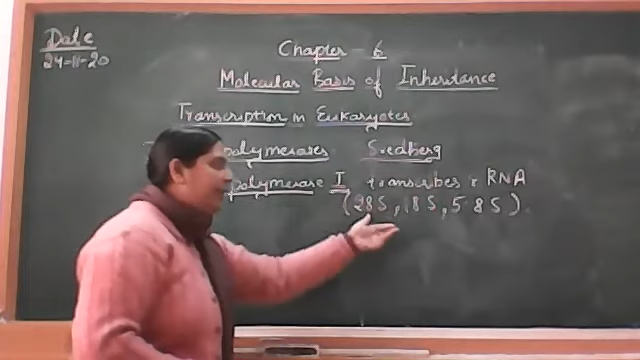 Date
24-11-20
Chapter - 6
Molecular Basis of Inheritance
Transcription in Eukaryotes
polymerases Svedberg
polymerase I transcribes r RNA
(28S, 18S, 5.8S).